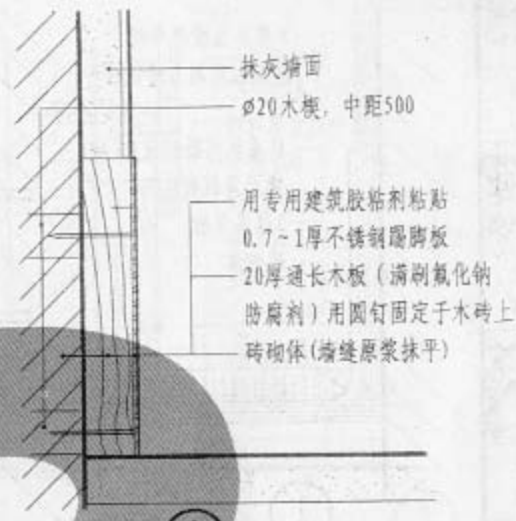 抹灰墙面
ø20木楔，中距500
用专用建筑胶粘剂粘贴
0.7~1厚不锈钢踢脚板
20厚通长木板（满刷氟化钠
防腐剂）用圆钉固定于木砖上
砖砌体(墙缝原浆抹平)